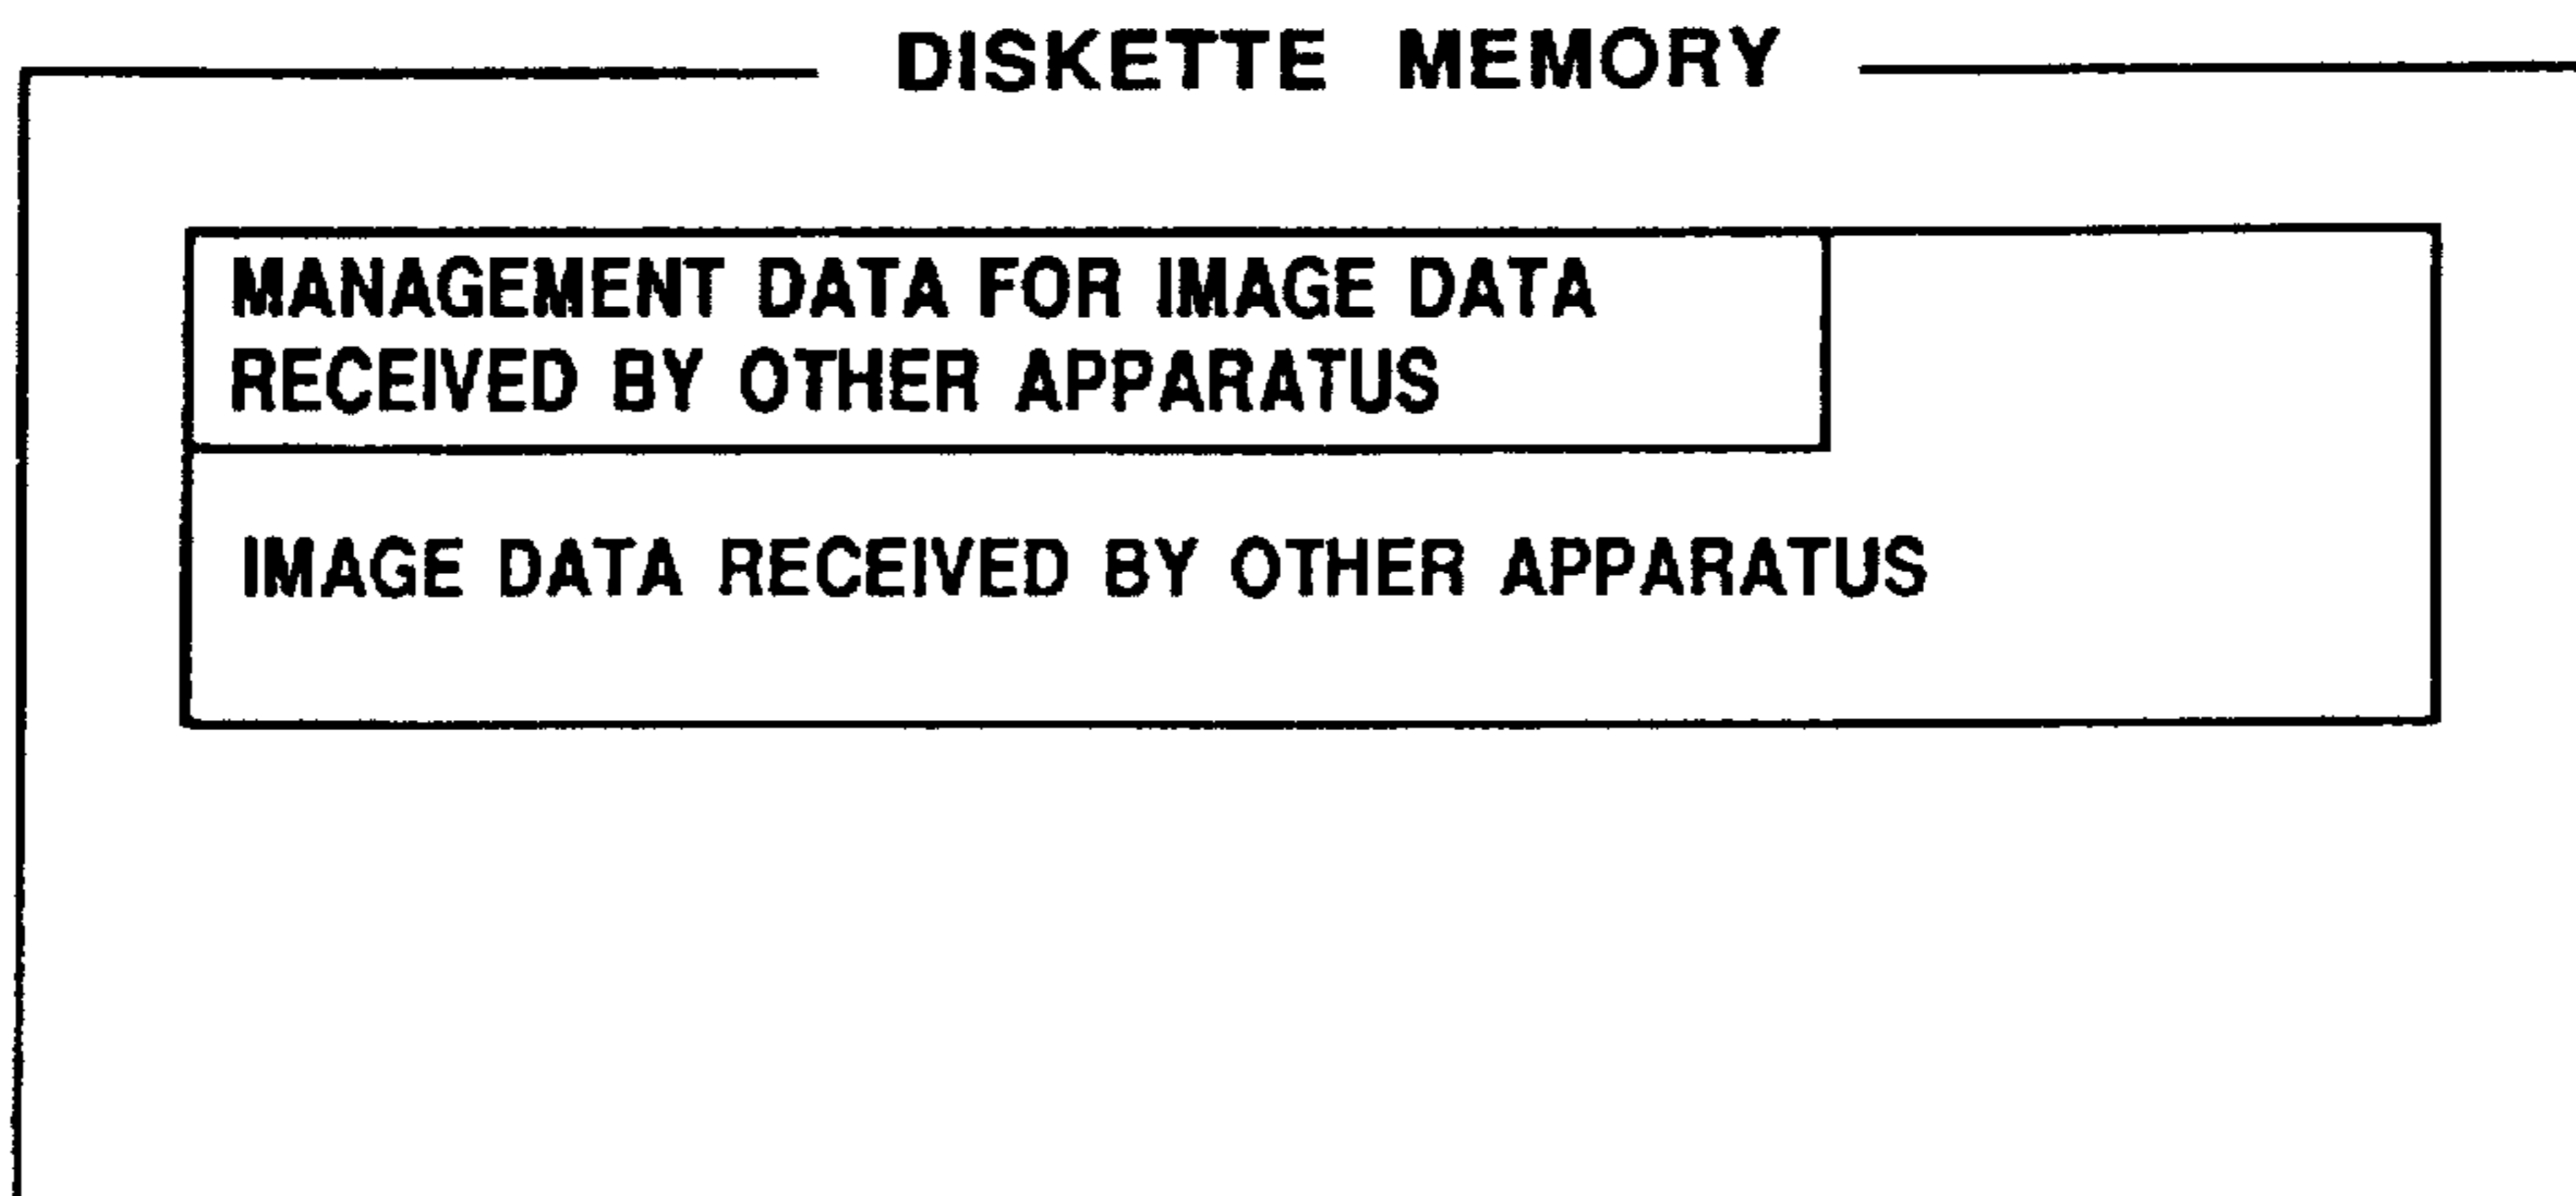 DISKETTE MEMORY
MANAGEMENT DATA FOR IMAGE DATA
RECEIVED BY OTHER APPARATUS
IMAGE DATA RECEIVED BY OTHER APPARATUS